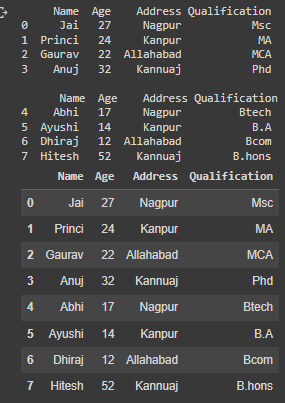 Name Age Address Qualification
0 Jai 27 Nagpur Msc
1 Princi 24 Kanpur MA
2 Gaurav 22 Allahabad MCA
3 Anuj 32 Kannuaj Phd
Name Age Address Qualification
4 Abhi 17 Nagpur Btech
5 Ayushi 14 Kanpur B.A
6 Dhiraj 12 Allahabad Bcom
7 Hitesh 52 Kannuaj B.hons
Name Age Address Qualification
0 Jai 27 Nagpur Msc
1 Princi 24 Kanpur MA
2 Gaurav 22 Allahabad MCA
3 Anuj 32 Kannuaj Phd
4 Abhi 17 Nagpur Btech
5 Ayushi 14 Kanpur B.A
6 Dhiraj 12 Allahabad Bcom
7 Hitesh 52 Kannuaj B.hons